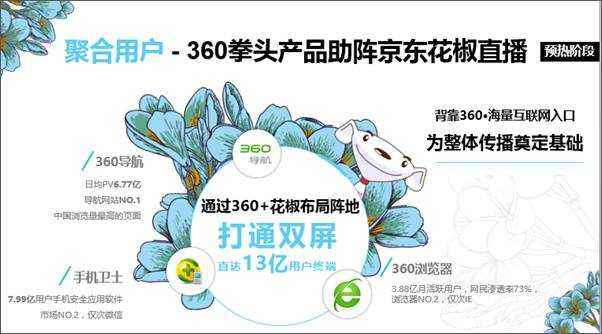 聚合用户 - 360拳头产品助阵京东花椒直播
预热阶段
背靠360·海量互联网入口
为整体传播奠定基础
360
导航
/ 360导航
日均PV6.77亿
导航网站NO.1
中国浏览量最高的页面
通过360+花椒布局阵地
打通双屏
直达13亿用户终端
/ 手机卫士
7.99亿用户手机安全应用软件
市场NO.2，仅次微信
/ 360浏览器
3.88亿月活跃用户，网民渗透率73%，
浏览器NO.2，仅次IE